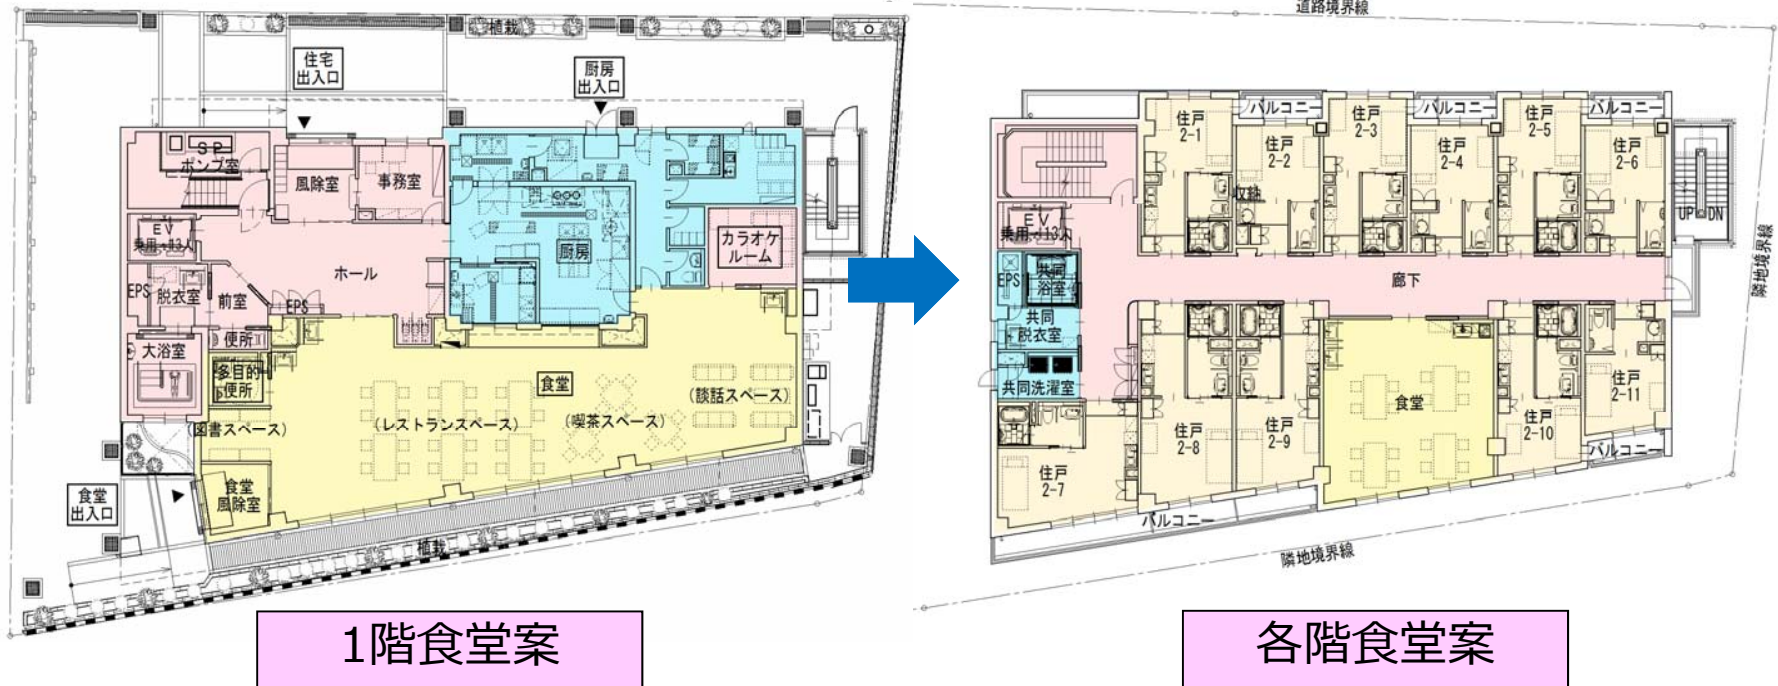 植栽
住宅
出入口
厨房
出入口
SP
ポンプ室
風除室
事務室
EV
乗用・13人
ホール
厨房
カラオケ
ルーム
EPS
脱衣室
前室
EPS
便所
大浴室
多目的
便所
食堂
(談話スペース)
(図書スペース)
(レストランスペース)
(喫茶スペース)
食堂
風除室
食堂
出入口
植栽
1階食堂案
道路境界線
住戸
2-1
バルコニー
住戸
2-2
住戸
2-3
バルコニー
住戸
2-4
住戸
2-5
バルコニー
住戸
2-6
収納
UP
DN
EV
乗用・13人
隣地境界線
EPS
共同
浴室
廊下
共同
脱衣室
共同洗濯室
住戸
2-7
住戸
2-8
住戸
2-9
食堂
住戸
2-10
住戸
2-11
バルコニー
バルコニー
隣地境界線
各階食堂案